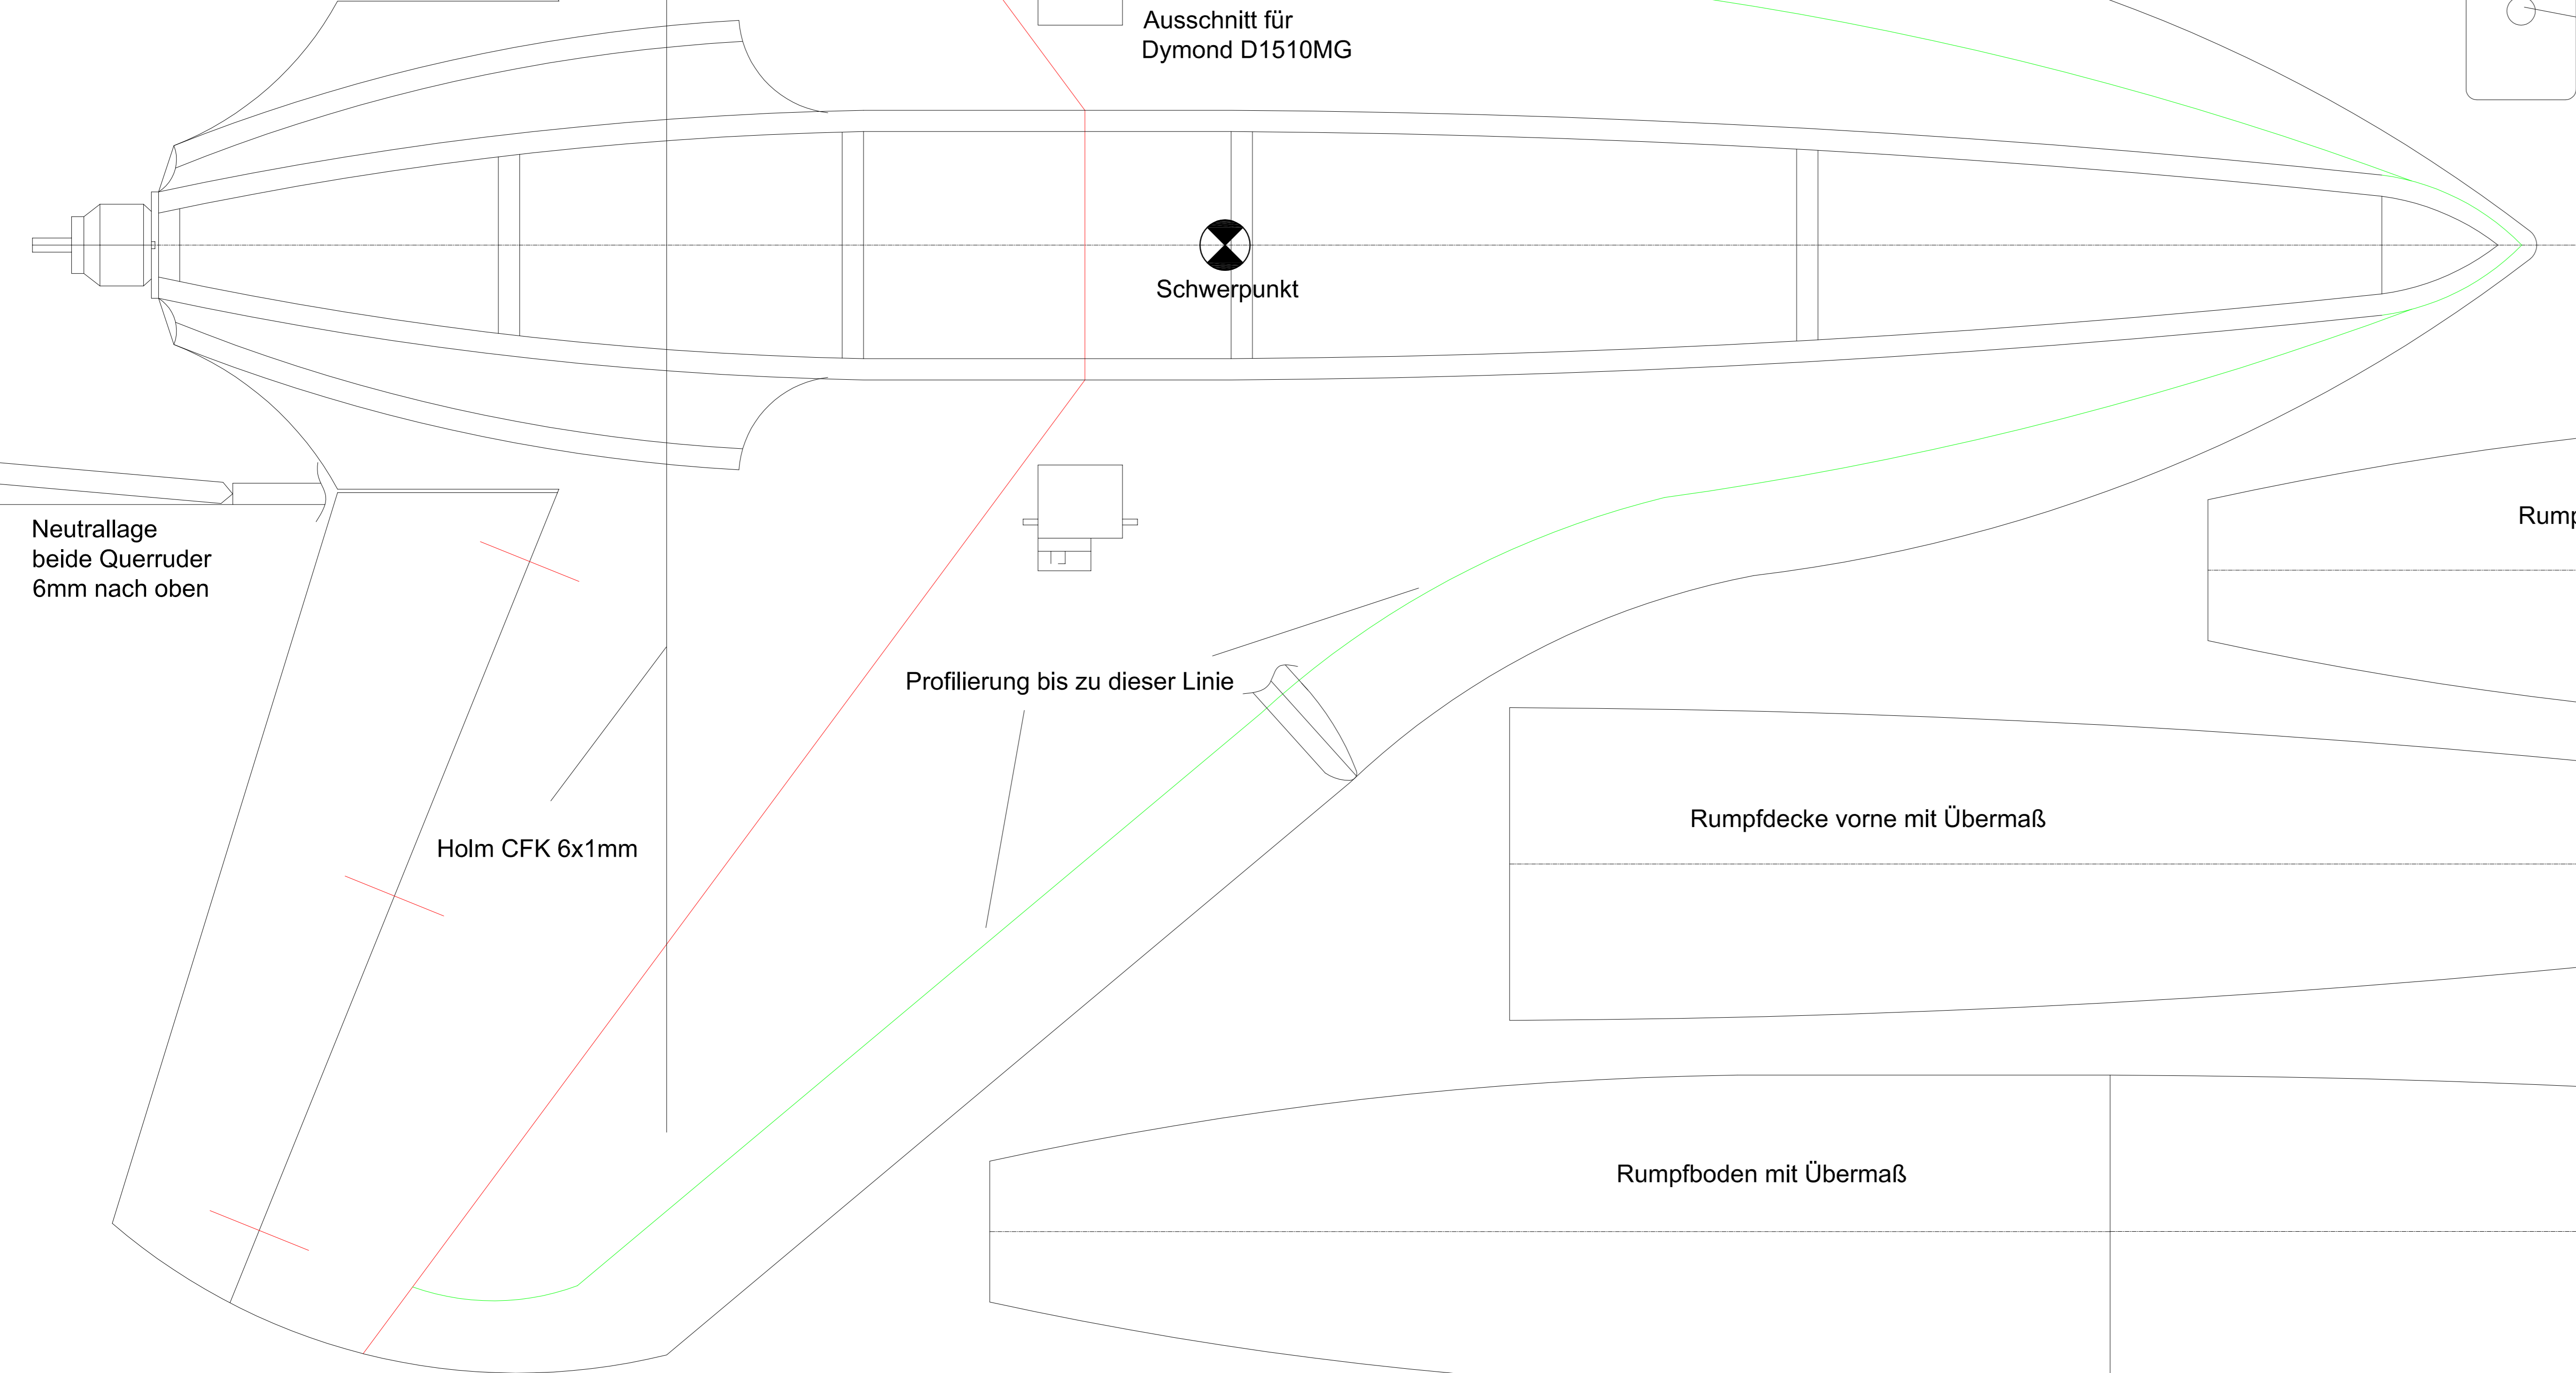 Ausschnitt für
Dymond D1510MG
Schwerpunkt
Neutrallage
beide Querruder
6mm nach oben
Profilierung bis zu dieser Linie
Holm CFK 6x1mm
Rumpfdecke vorne mit Übermaß
Rumpfboden mit Übermaß